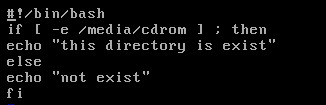 #!/bin/bash
if [ -e /media/cdrom ] ; then
echo "this directory is exist"
else
echo "not exist"
fi